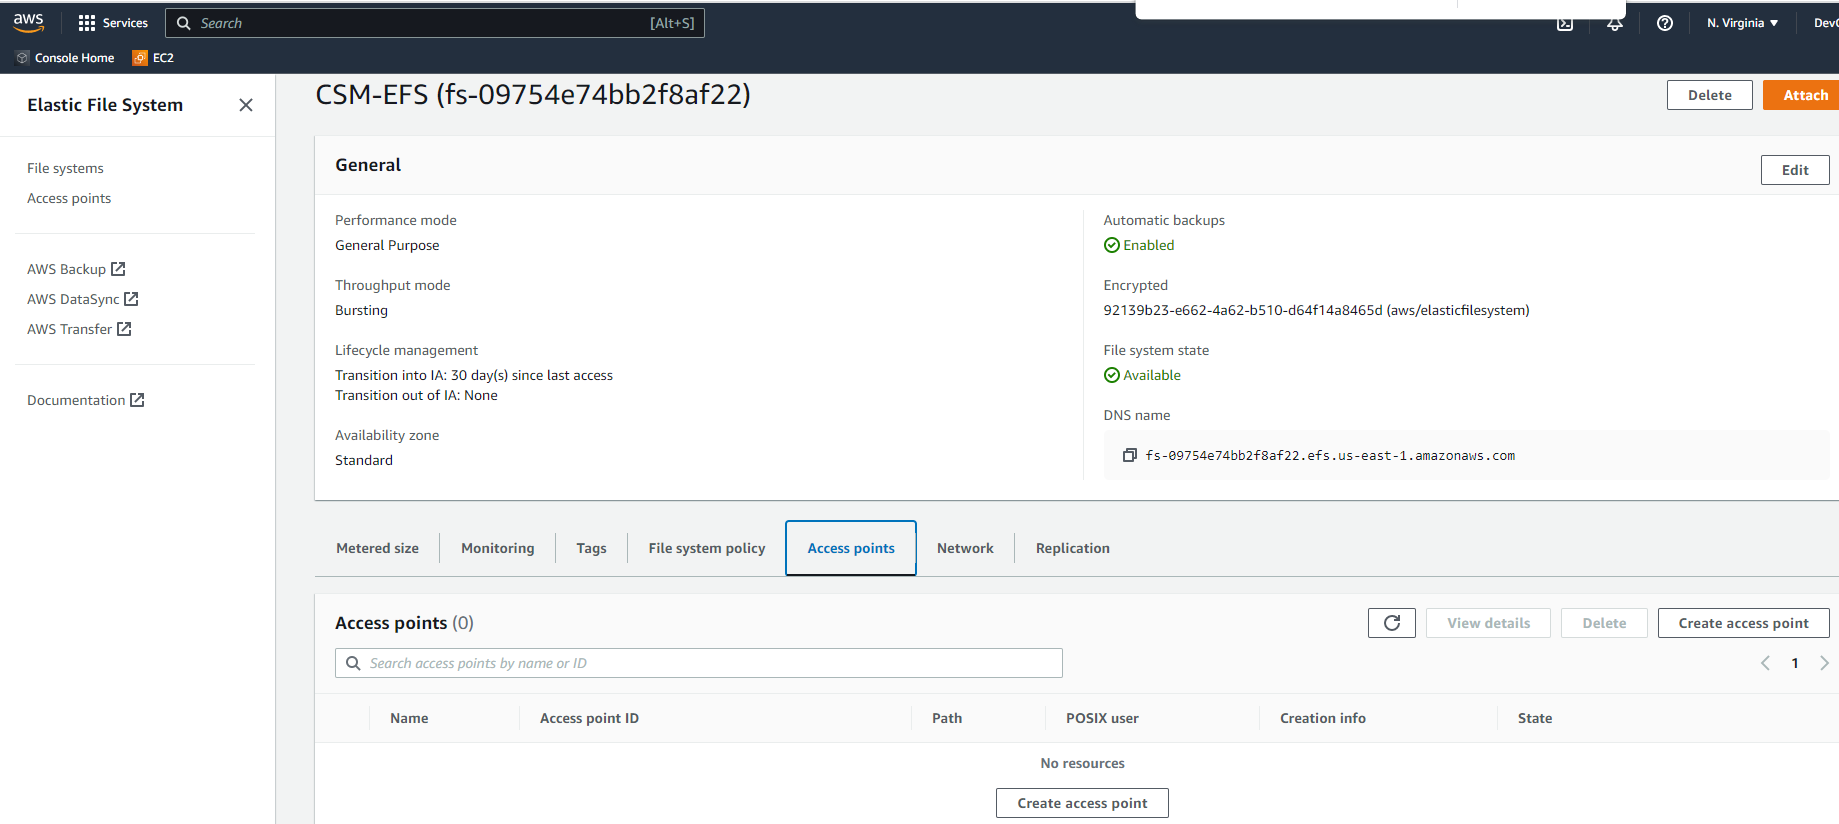 aws
Services
Search
[Alt+S]
N. Virginia
Console Home
EC2
Elastic File System
File systems
Access points
AWS Backup
AWS DataSync
AWS Transfer
Documentation
CSM-EFS (fs-09754e74bb2f8af22)
Delete
Attach
General
Edit
Performance mode
General Purpose
Throughput mode
Bursting
Lifecycle management
Transition into IA: 30 day(s) since last access
Transition out of IA: None
Availability zone
Standard
Automatic backups
Enabled
Encrypted
92139b23-e662-4a62-b510-d64f14a8465d (aws/elasticfilesystem)
File system state
Available
DNS name
fs-09754e74bb2f8af22.efs.us-east-1.amazonaws.com
Metered size
Monitoring
Tags
File system policy
Access points
Network
Replication
Access points (0)
View details
Delete
Create access point
Search access points by name or ID
1
Name
Access point ID
Path
POSIX user
Creation info
State
No resources
Create access point